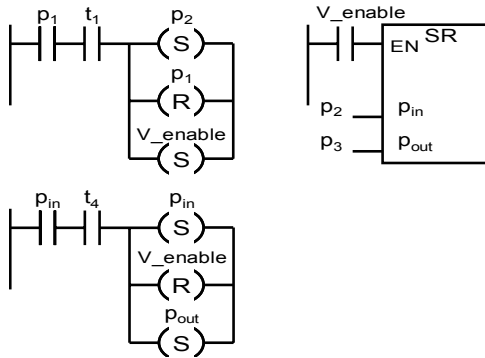 p₁ t₁ p₂
S
p₁
R
V_enable
S
V_enable
EN SR
p₂ pᵢₙ
p₃ pₒᵤₜ
pᵢₙ t₄ pᵢₙ
S
V_enable
R
pₒᵤₜ
S